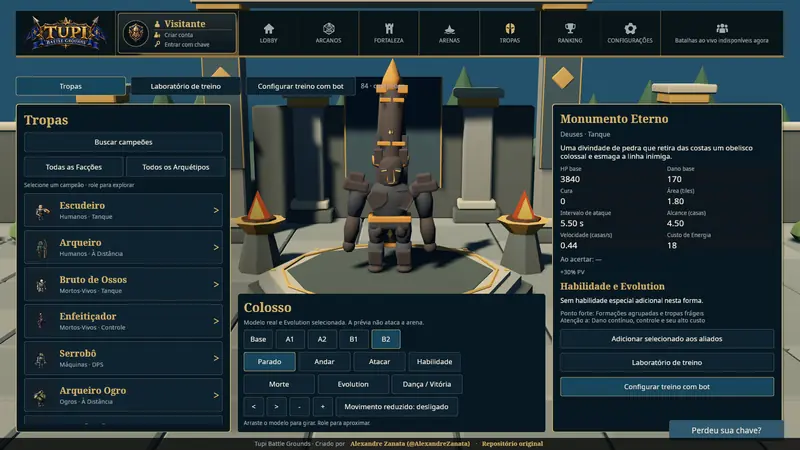 TUPI
BATTLE GROUNDS
Visitante
Criar conta
Entrar com chave
LOBBY
ARCANOS
FORTALEZA
ARENAS
TROPAS
RANKING
CONFIGURAÇÕES
Batalhas ao vivo indisponíveis agora
Tropas
Laboratório de treino
Configurar treino com bot
84 · c
Tropas
Buscar campeões
Todas as Facções
Todos os Arquétipos
Selecione um campeão · role para explorar
Escudeiro
Humanos · Tanque
>
Arqueiro
Humanos · À Distância
>
Bruto de Ossos
Mortos-Vivos · Tanque
>
Enfeitiçador
Mortos-Vivos · Controle
>
Serrobô
Máquinas · DPS
>
Arqueiro Ogro
Ogros · À Distância
>
Colosso
Modelo real e Evolution selecionada. A prévia não ataca a arena.
Base A1 A2 B1 B2
Parado Andar Atacar Habilidade
Morte Evolution Dança / Vitória
< > - + Movimento reduzido: desligado
Arraste o modelo para girar. Role para aproximar.
Monumento Eterno
Deuses · Tanque
Uma divindade de pedra que retira das costas um obelisco
colossal e esmaga a linha inimiga.
HP base Dano base
3840 170
Cura Área (tiles)
0 1.80
Intervalo de ataque Alcance (casas)
5.50 s 4.50
Velocidade (casas/s) Custo de Energia
0.44 18
Ao acertar: —
+30% PV
Habilidade e Evolution
Sem habilidade especial adicional nesta forma.
Ponto forte: Formações agrupadas e tropas frágeis
Atenção a: Dano contínuo, controle e seu alto custo
Adicionar selecionado aos aliados
Laboratório de treino
Configurar treino com bot
Perdeu sua chave?
Tupi Battle Grounds · Criado por Alexandre Zanata (@AlexandreZanata) · Repositório original